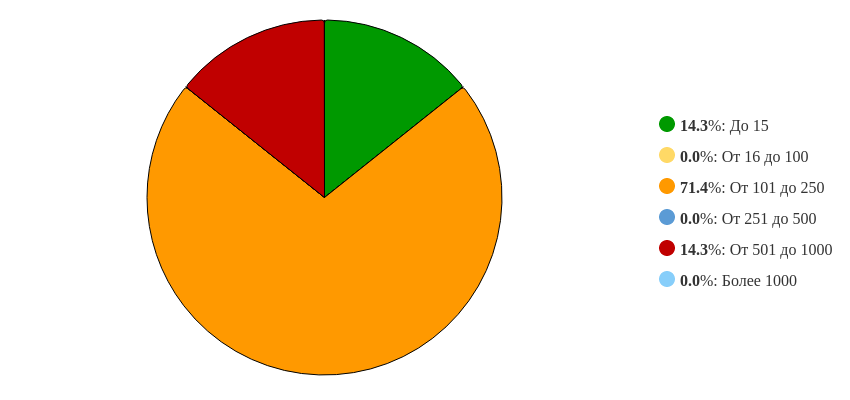 14.3%: До 15
0.0%: От 16 до 100
71.4%: От 101 до 250
0.0%: От 251 до 500
14.3%: От 501 до 1000
0.0%: Более 1000